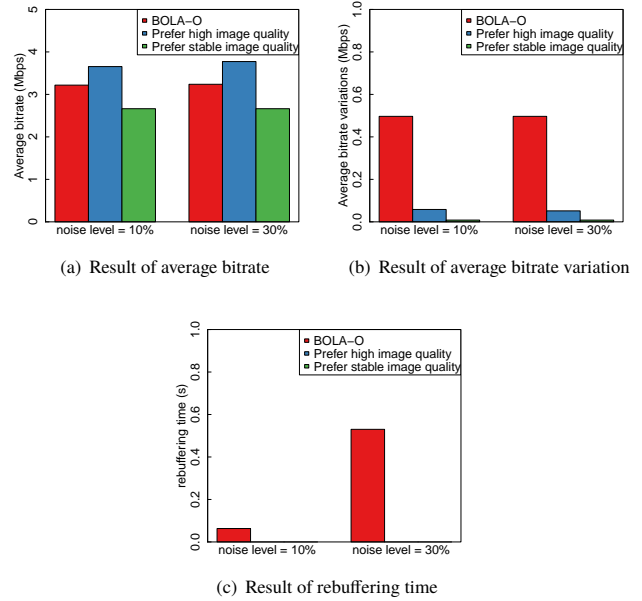 BOLA−O
Prefer high image quality
Prefer stable image quality
Average bitrate (Mbps)
0
1
2
3
4
5
noise level = 10%
noise level = 30%
(a) Result of average bitrate
BOLA−O
Prefer high image quality
Prefer stable image quality
Average bitrate variations (Mbps)
0.0
0.2
0.4
0.6
0.8
1.0
noise level = 10%
noise level = 30%
(b) Result of average bitrate variation
BOLA−O
Prefer high image quality
Prefer stable image quality
rebuffering time (s)
0.0
0.2
0.4
0.6
0.8
1.0
noise level = 10%
noise level = 30%
(c) Result of rebuffering time